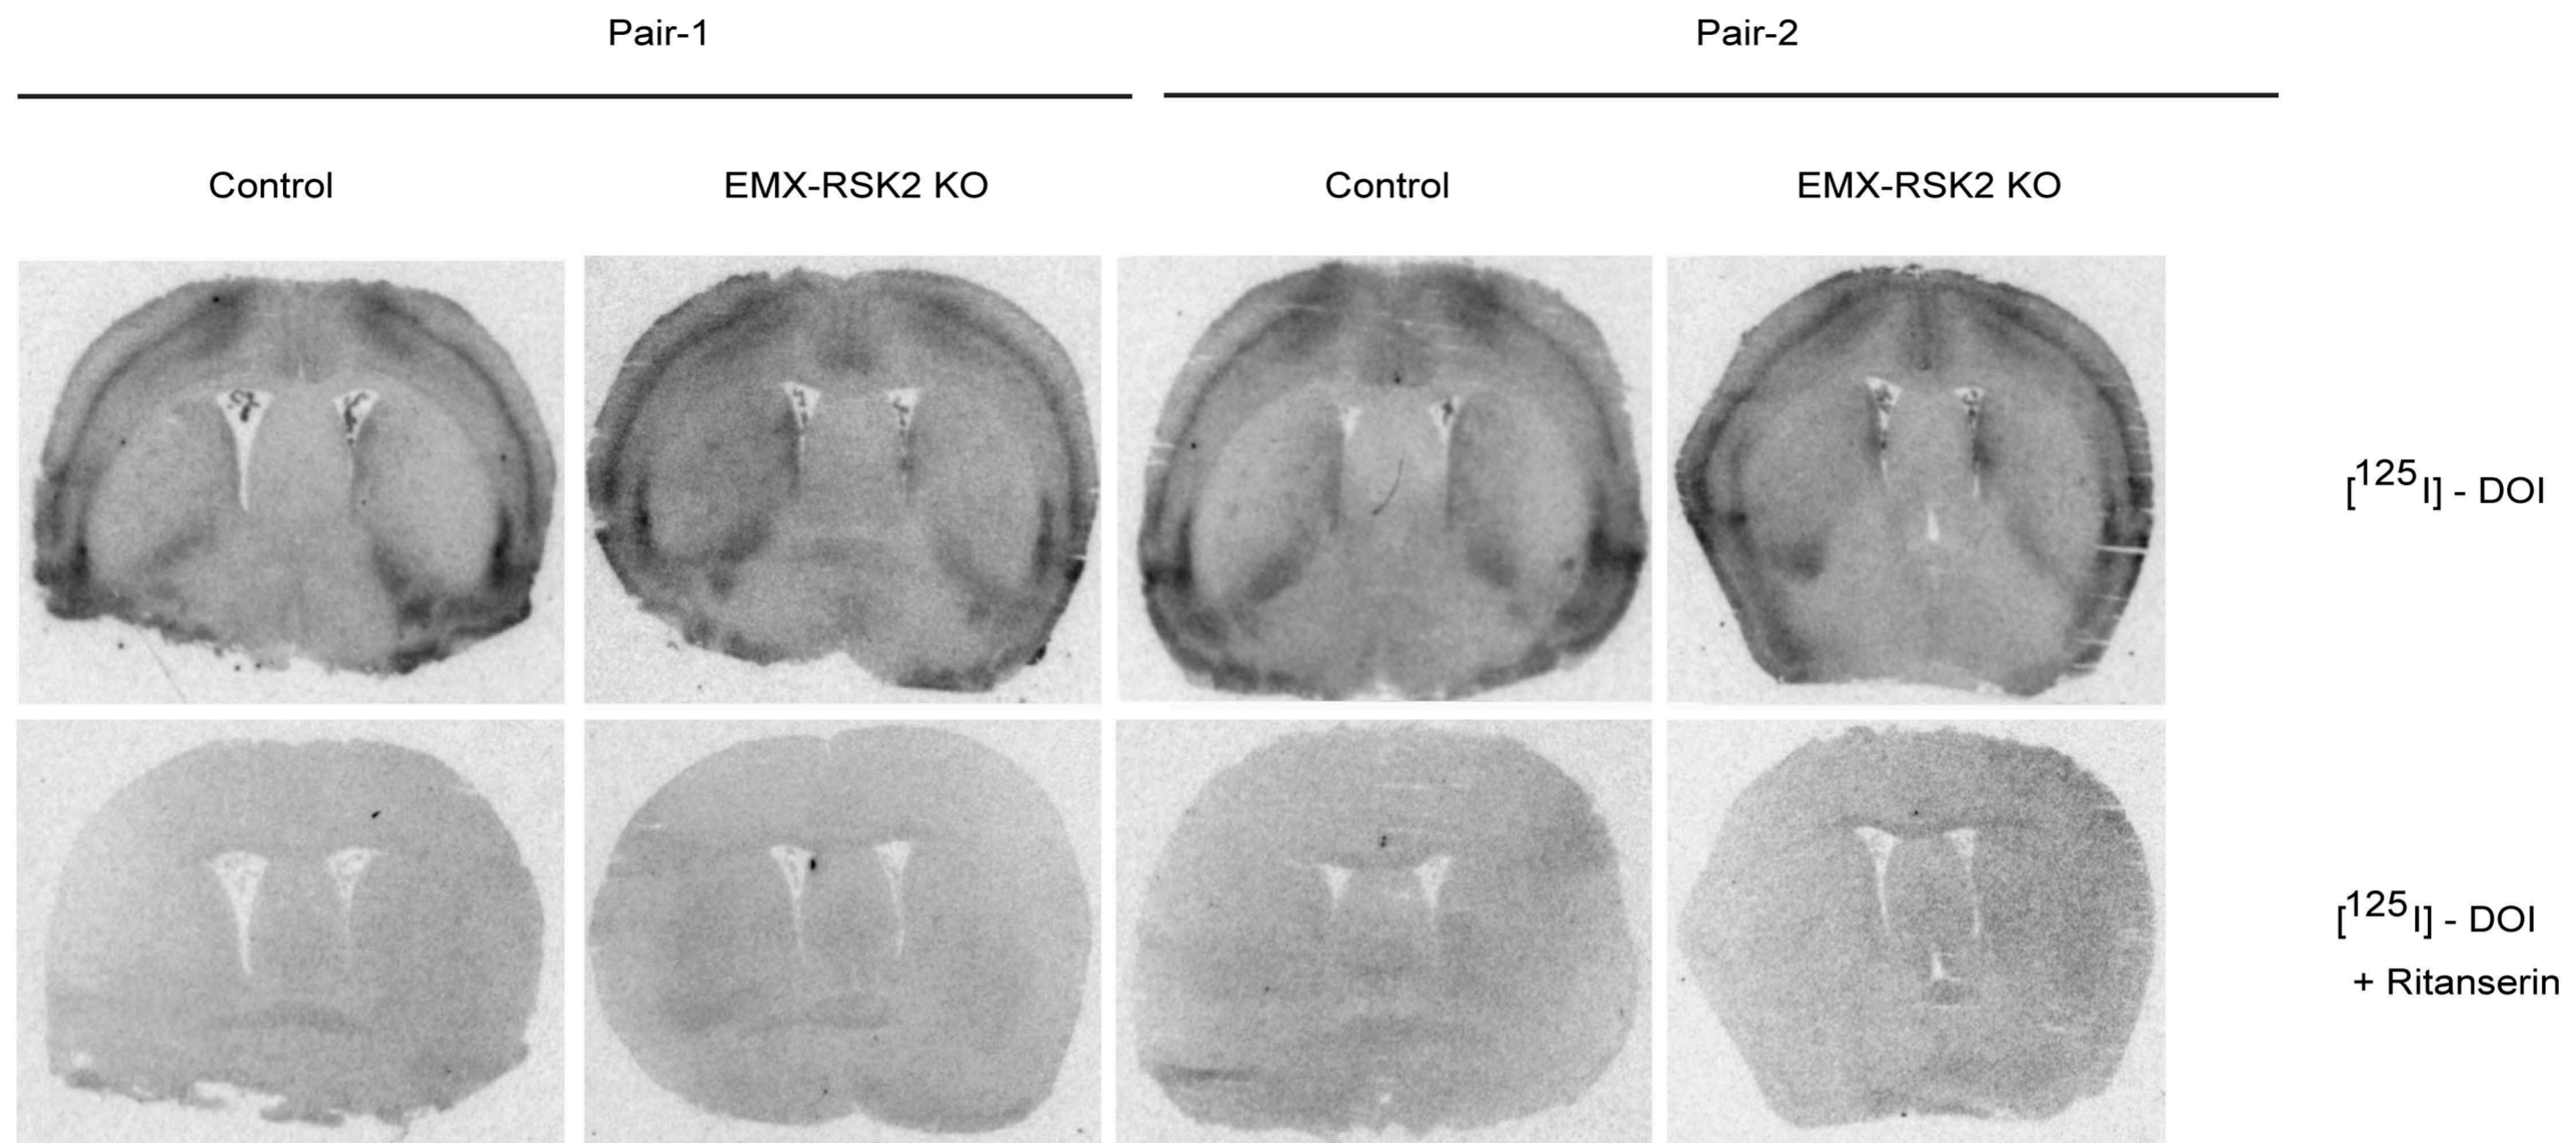 Pair-1
Pair-2
Control
EMX-RSK2 KO
Control
EMX-RSK2 KO
[125I] - DOI
[125I] - DOI
+ Ritanserin